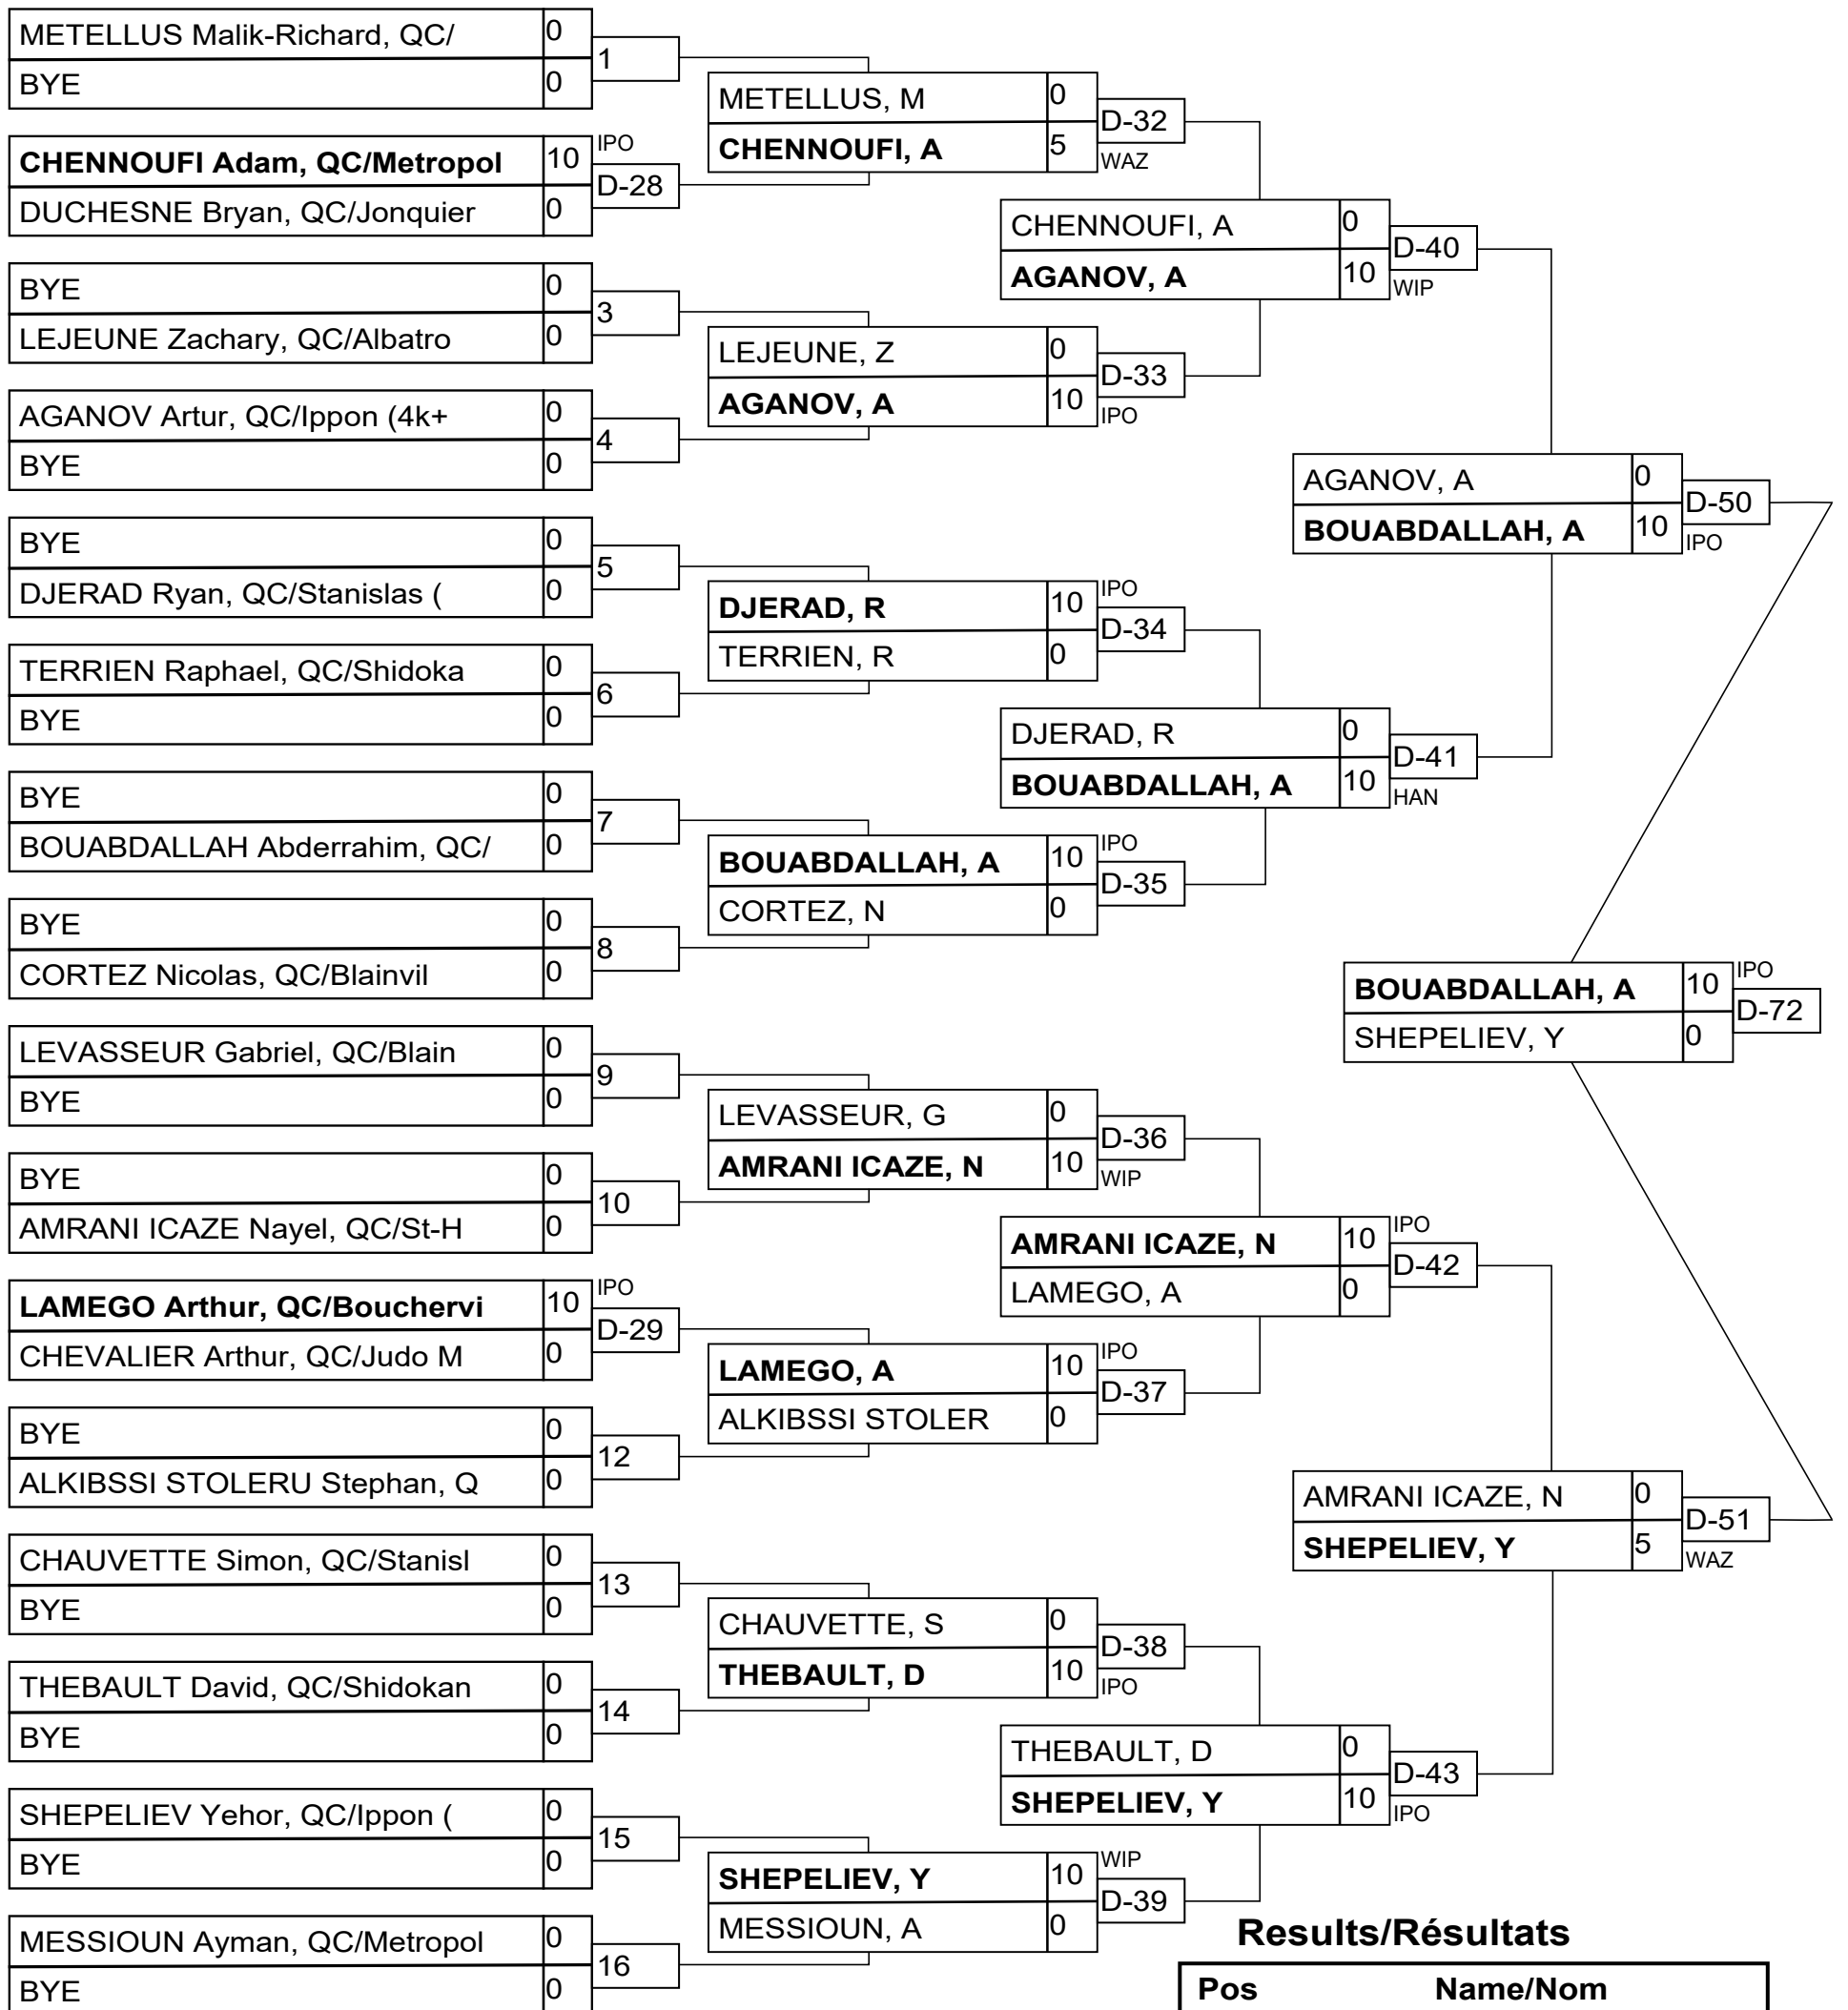 METELLUS Malik-Richard, QC/ 0
BYE 0
1
CHENNOUFI Adam, QC/Metropol 10 IPO
DUCHESNE Bryan, QC/Jonquier 0
D-28
BYE 0
LEJEUNE Zachary, QC/Albatro 0
3
AGANOV Artur, QC/Ippon (4k+ 0
BYE 0
4
BYE 0
DJERAD Ryan, QC/Stanislas ( 0
5
TERRIEN Raphael, QC/Shidoka 0
BYE 0
6
BYE 0
BOUABDALLAH Abderrahim, QC/ 0
7
BYE 0
CORTEZ Nicolas, QC/Blainvil 0
8
LEVASSEUR Gabriel, QC/Blain 0
BYE 0
9
BYE 0
AMRANI ICAZE Nayel, QC/St-H 0
10
LAMEGO Arthur, QC/Bouchervi 10 IPO
CHEVALIER Arthur, QC/Judo M 0
D-29
BYE 0
ALKIBSSI STOLERU Stephan, Q 0
12
CHAUVETTE Simon, QC/Stanisl 0
BYE 0
13
THEBAULT David, QC/Shidokan 0
BYE 0
14
SHEPELIEV Yehor, QC/Ippon ( 0
BYE 0
15
MESSIOUN Ayman, QC/Metropol 0
BYE 0
16
METELLUS, M 0
CHENNOUFI, A 5
D-32
WAZ
LEJEUNE, Z 0
AGANOV, A 10
D-33
IPO
DJERAD, R 10 IPO
TERRIEN, R 0
D-34
BOUABDALLAH, A 10 IPO
CORTEZ, N 0
D-35
LEVASSEUR, G 0
AMRANI ICAZE, N 10
D-36
WIP
LAMEGO, A 10 IPO
ALKIBSSI STOLER 0
D-37
CHAUVETTE, S 0
THEBAULT, D 10
D-38
IPO
SHEPELIEV, Y 10 WIP
MESSIOUN, A 0
D-39
CHENNOUFI, A 0
AGANOV, A 10
D-40
WIP
DJERAD, R 0
BOUABDALLAH, A 10
D-41
HAN
AMRANI ICAZE, N 10 IPO
LAMEGO, A 0
D-42
THEBAULT, D 0
SHEPELIEV, Y 10
D-43
IPO
AGANOV, A 0
BOUABDALLAH, A 10
D-50
IPO
AMRANI ICAZE, N 0
SHEPELIEV, Y 5
D-51
WAZ
BOUABDALLAH, A 10 IPO
SHEPELIEV, Y 0
D-72
Results/Résultats
Pos Name/Nom